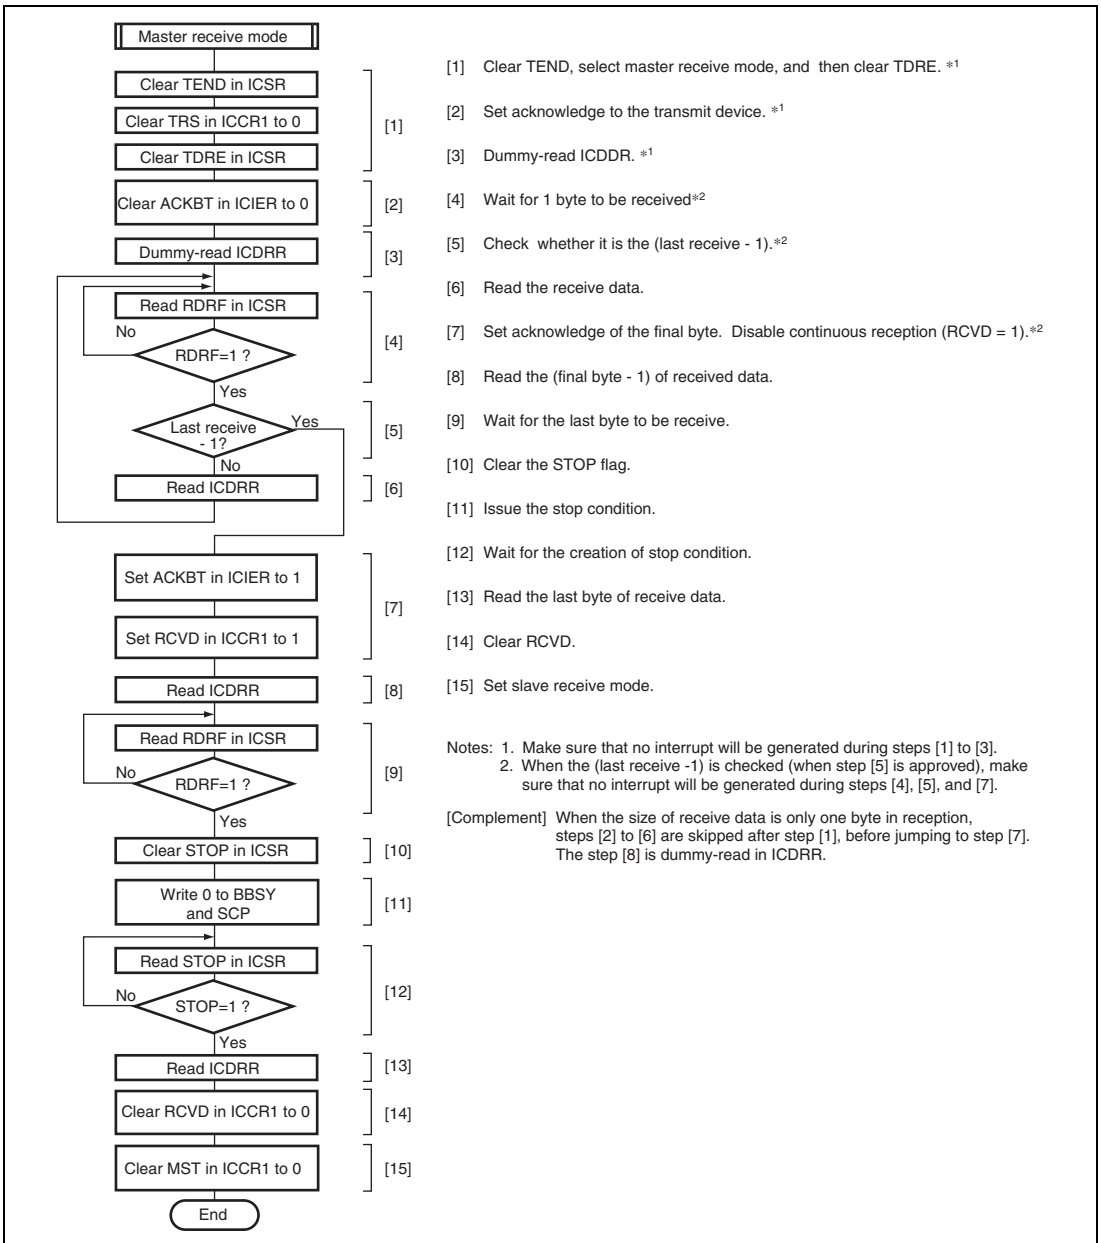 Master receive mode
Clear TEND in ICSR
Clear TRS in ICCR1 to 0
Clear TDRE in ICSR
[1]
Clear ACKBT in ICIER to 0
[2]
Dummy-read ICDRR
[3]
Read RDRF in ICSR
No
RDRF=1 ?
[4]
Yes
Last receive
- 1?
Yes
[5]
No
Read ICDRR
[6]
Set ACKBT in ICIER to 1
[7]
Set RCVD in ICCR1 to 1
Read ICDRR
[8]
Read RDRF in ICSR
No
RDRF=1 ?
[9]
Yes
Clear STOP in ICSR
[10]
Write 0 to BBSY
and SCP
[11]
Read STOP in ICSR
No
STOP=1 ?
[12]
Yes
Read ICDRR
[13]
Clear RCVD in ICCR1 to 0
[14]
Clear MST in ICCR1 to 0
[15]
End
[1] Clear TEND, select master receive mode, and then clear TDRE. *1
[2] Set acknowledge to the transmit device. *1
[3] Dummy-read ICDDR. *1
[4] Wait for 1 byte to be received*2
[5] Check whether it is the (last receive - 1).*2
[6] Read the receive data.
[7] Set acknowledge of the final byte. Disable continuous reception (RCVD = 1).*2
[8] Read the (final byte - 1) of received data.
[9] Wait for the last byte to be receive.
[10] Clear the STOP flag.
[11] Issue the stop condition.
[12] Wait for the creation of stop condition.
[13] Read the last byte of receive data.
[14] Clear RCVD.
[15] Set slave receive mode.
Notes: 1. Make sure that no interrupt will be generated during steps [1] to [3].
2. When the (last receive -1) is checked (when step [5] is approved), make
sure that no interrupt will be generated during steps [4], [5], and [7].
[Complement] When the size of receive data is only one byte in reception,
steps [2] to [6] are skipped after step [1], before jumping to step [7].
The step [8] is dummy-read in ICDRR.